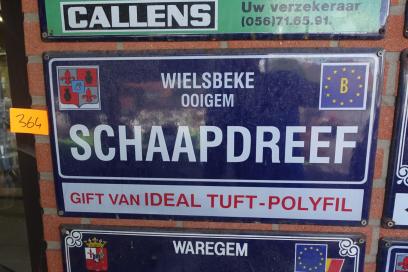 CALLENS
Uw verzekeraar
(056)71.65.91.
364
WIELSBEKE
OOIGEM
B
SCHAAPDREEF
GIFT VAN IDEAL TUFT-POLYFIL
WAREGEM